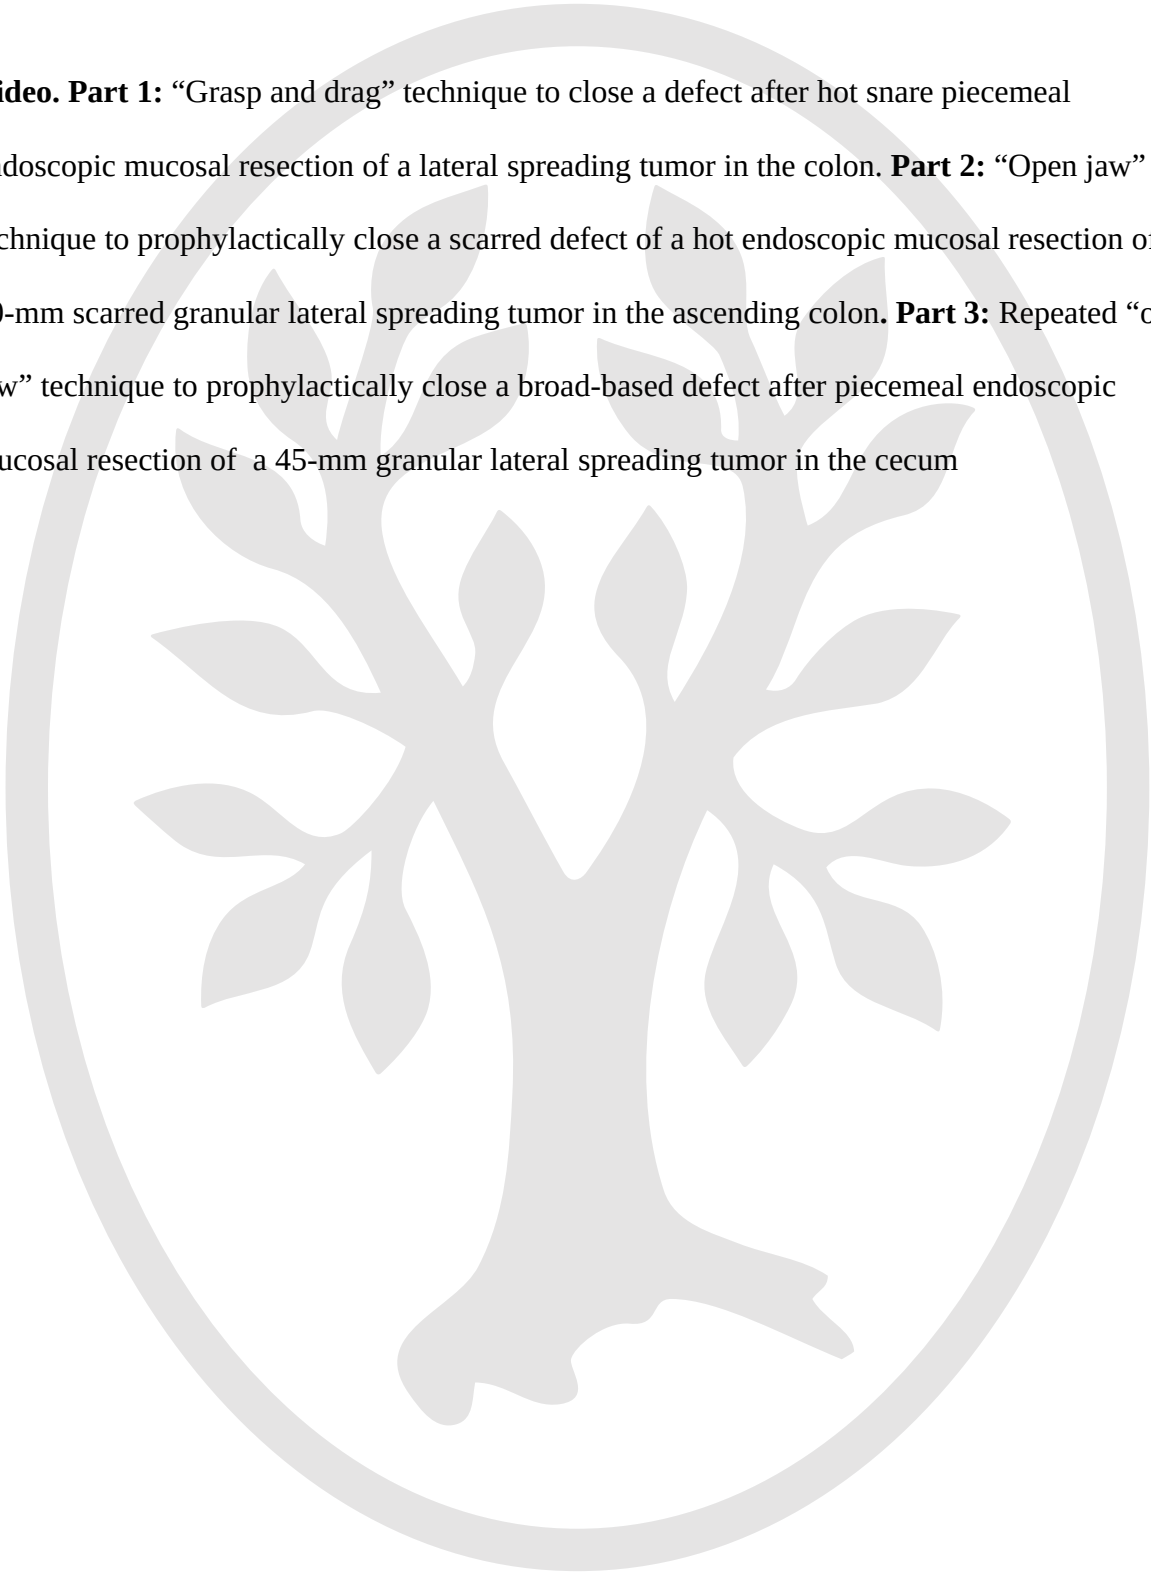 ideo. Part 1: “Grasp and drag” technique to close a defect after hot snare piecemeal
ndoscopic mucosal resection of a lateral spreading tumor in the colon. Part 2: “Open jaw”
chnique to prophylactically close a scarred defect of a hot endoscopic mucosal resection of
0-mm scarred granular lateral spreading tumor in the ascending colon. Part 3: Repeated “o
w” technique to prophylactically close a broad-based defect after piecemeal endoscopic
ucosal resection of  a 45-mm granular lateral spreading tumor in the cecum